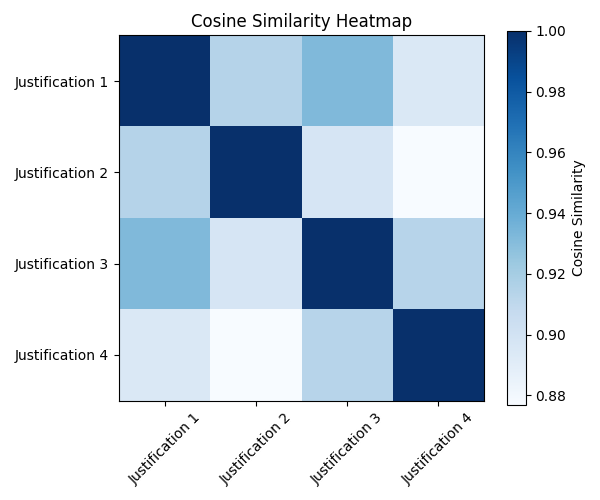 Cosine Similarity Heatmap
Justification 1
Justification 2
Justification 3
Justification 4
Justification 1
Justification 2
Justification 3
Justification 4
1.00
0.98
0.96
0.94
0.92
0.90
0.88
Cosine Similarity